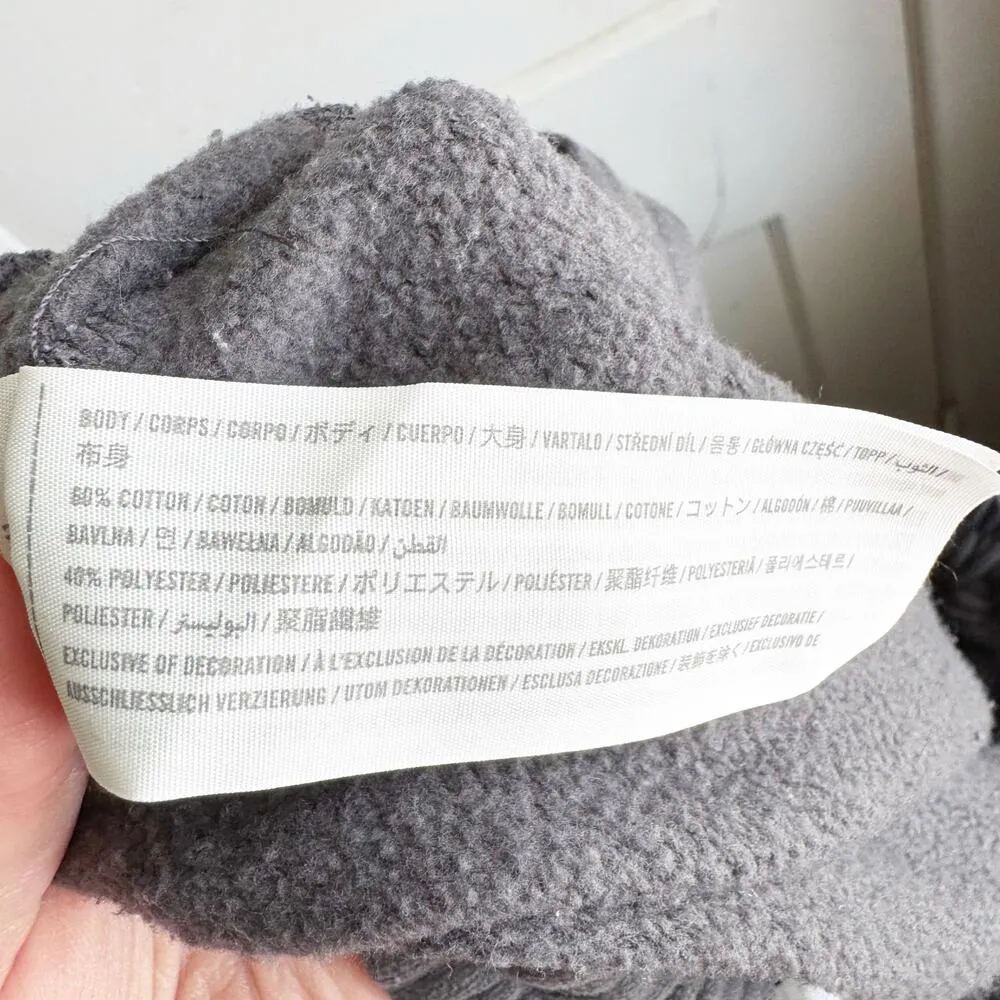 BODY / CORPS / CORPO / ボディ / CUERPO / 大身 / VARTALO / STŘEDNÍ DÍL / 몸통 / GŁÓWNA CZĘŚĆ / TOPP / الثوب /
布身
60% COTTON / COTON / BOMULD / KATOEN / BAUMWOLLE / BOMULL / COTONE / コットン / ALGODÓN / 棉 / PUUVILLAA /
BAVLNA / 면 / BAWEŁNA / ALGODÃO / القطن
40% POLYESTER / POLIESTERE / ポリエステル / POLIÉSTER / 聚酯纤维 / POLYESTERIÄ / 폴리에스테르 /
POLIESTER / البوليستر / 聚脂纖維
EXCLUSIVE OF DECORATION / À L'EXCLUSION DE LA DÉCORATION / EKSKL. DEKORATION / EXCLUSIEF DECORATIE /
AUSSCHLIESSLICH VERZIERUNG / UTOM DEKORATIONEN / ESCLUSA DECORAZIONE / 装飾を除く / EXCLUSIVO DE